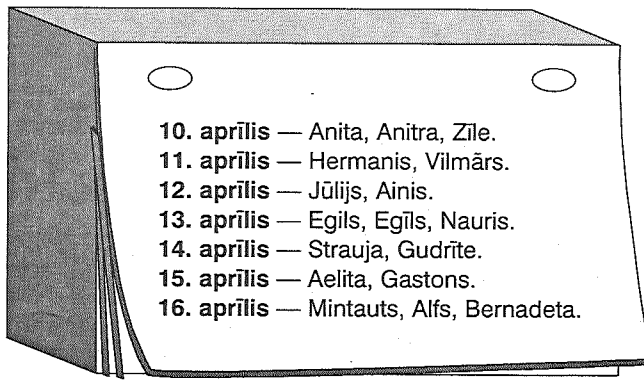 10. aprīlis — Anita, Anitra, Zīle.
11. aprīlis — Hermanis, Vilmārs.
12. aprīlis — Jūlijs, Ainis.
13. aprīlis — Egils, Egīls, Nauris.
14. aprīlis — Strauja, Gudrīte.
15. aprīlis — Aelita, Gastons.
16. aprīlis — Mintauts, Alfs, Bernadeta.